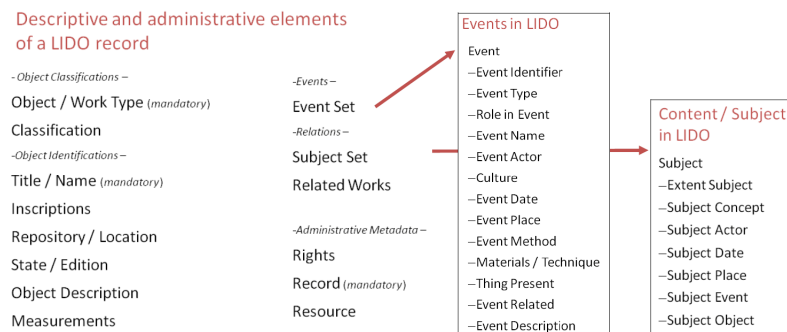 Descriptive and administrative elements
of a LIDO record
- Object Classifications –
Object / Work Type (mandatory)
Classification
-Object Identifications –
Title / Name (mandatory)
Inscriptions
Repository / Location
State / Edition
Object Description
Measurements
-Events –
Event Set
-Relations –
Subject Set
Related Works
-Administrative Metadata –
Rights
Record (mandatory)
Resource
Events in LIDO
Event
–Event Identifier
–Event Type
–Role in Event
–Event Name
–Event Actor
–Culture
–Event Date
–Event Place
–Event Method
–Materials / Technique
–Thing Present
–Event Related
–Event Description
Content / Subject
in LIDO
Subject
–Extent Subject
–Subject Concept
–Subject Actor
–Subject Date
–Subject Place
–Subject Event
–Subject Object